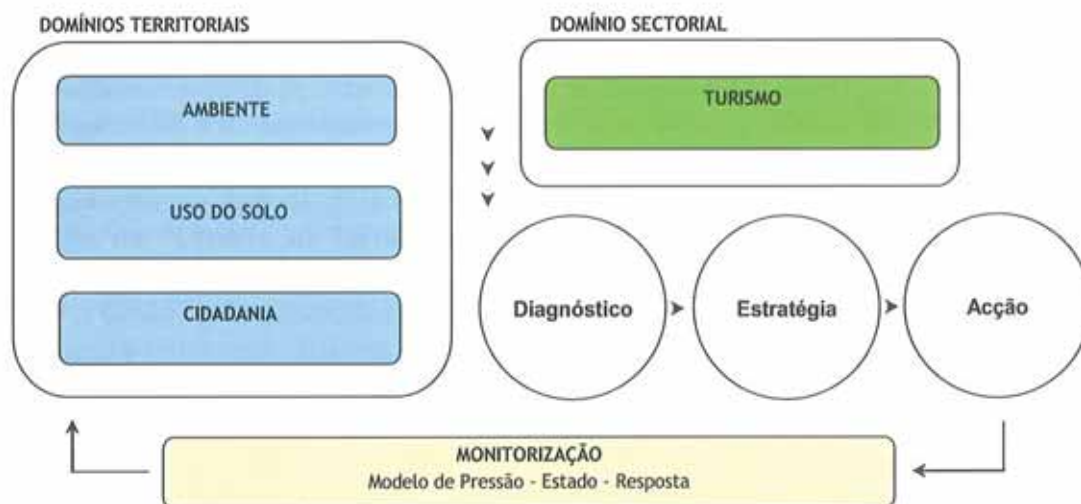 DOMÍNIOS TERRITORIAIS
AMBIENTE
USO DO SOLO
CIDADANIA
DOMÍNIO SECTORIAL
TURISMO
Diagnóstico
Estratégia
Acção
MONITORIZAÇÃO
Modelo de Pressão - Estado - Resposta